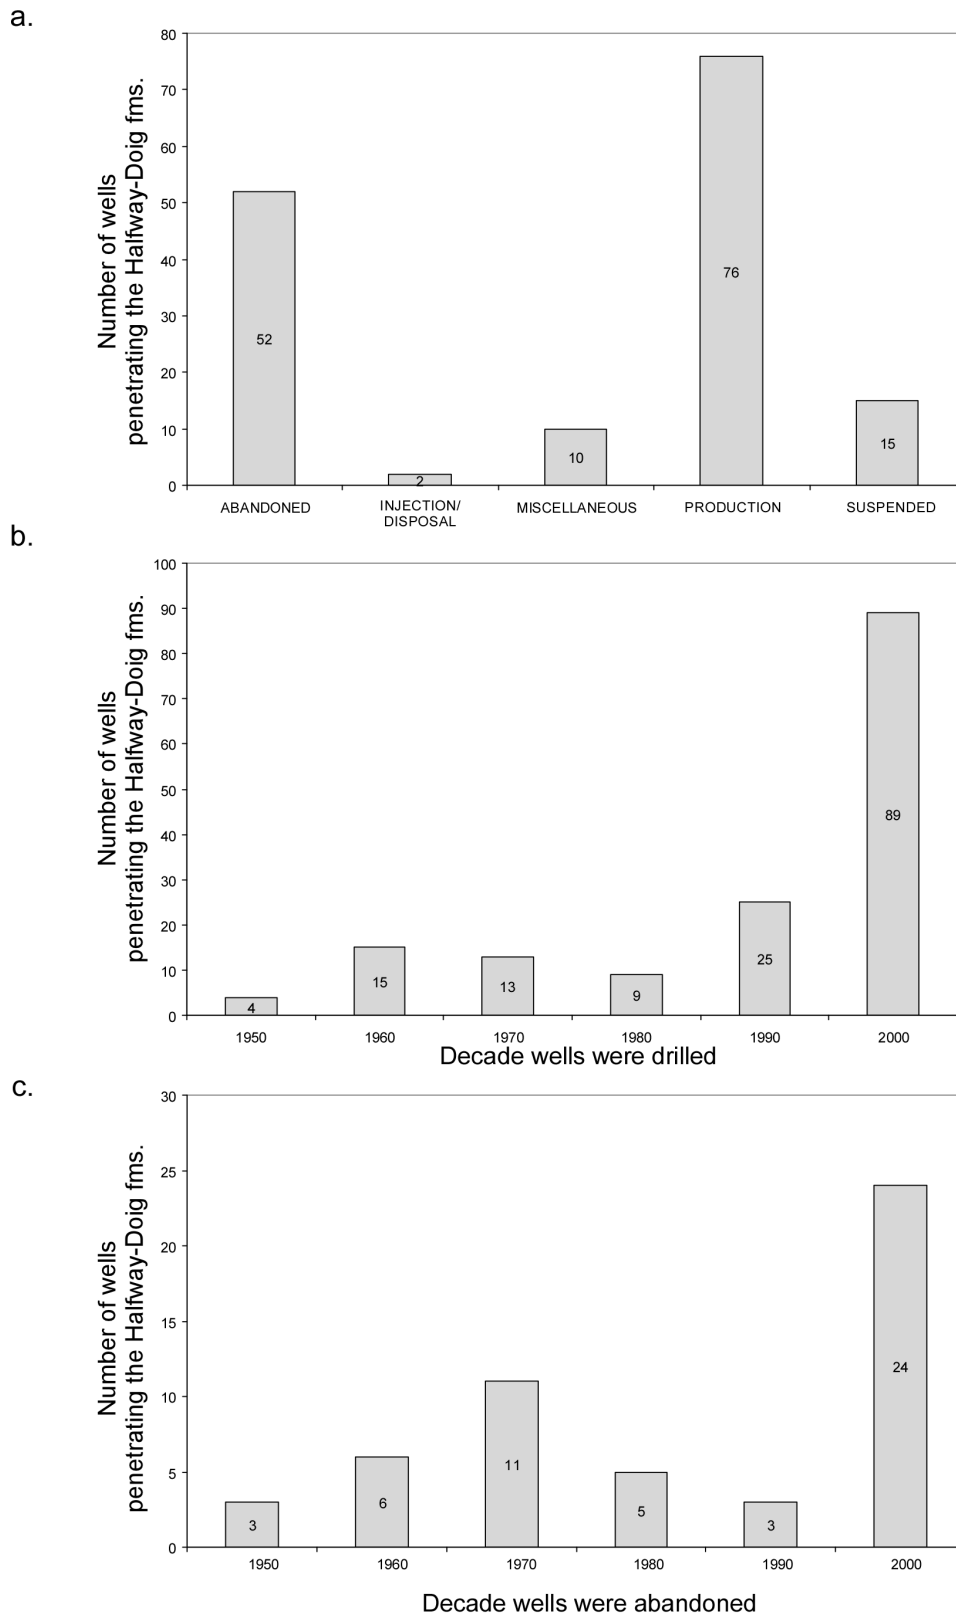 a.
Number of wells
penetrating the Halfway-Doig fms.
80
70
60
50
40
30
20
10
0
52
2
10
76
15
ABANDONED
INJECTION/
DISPOSAL
MISCELLANEOUS
PRODUCTION
SUSPENDED
b.
Number of wells
penetrating the Halfway-Doig fms.
100
90
80
70
60
50
40
30
20
10
0
4
15
13
9
25
89
1950 1960 1970 1980 1990 2000
Decade wells were drilled
c.
Number of wells
penetrating the Halfway-Doig fms.
30
25
20
15
10
5
0
3
6
11
5
3
24
1950 1960 1970 1980 1990 2000
Decade wells were abandoned